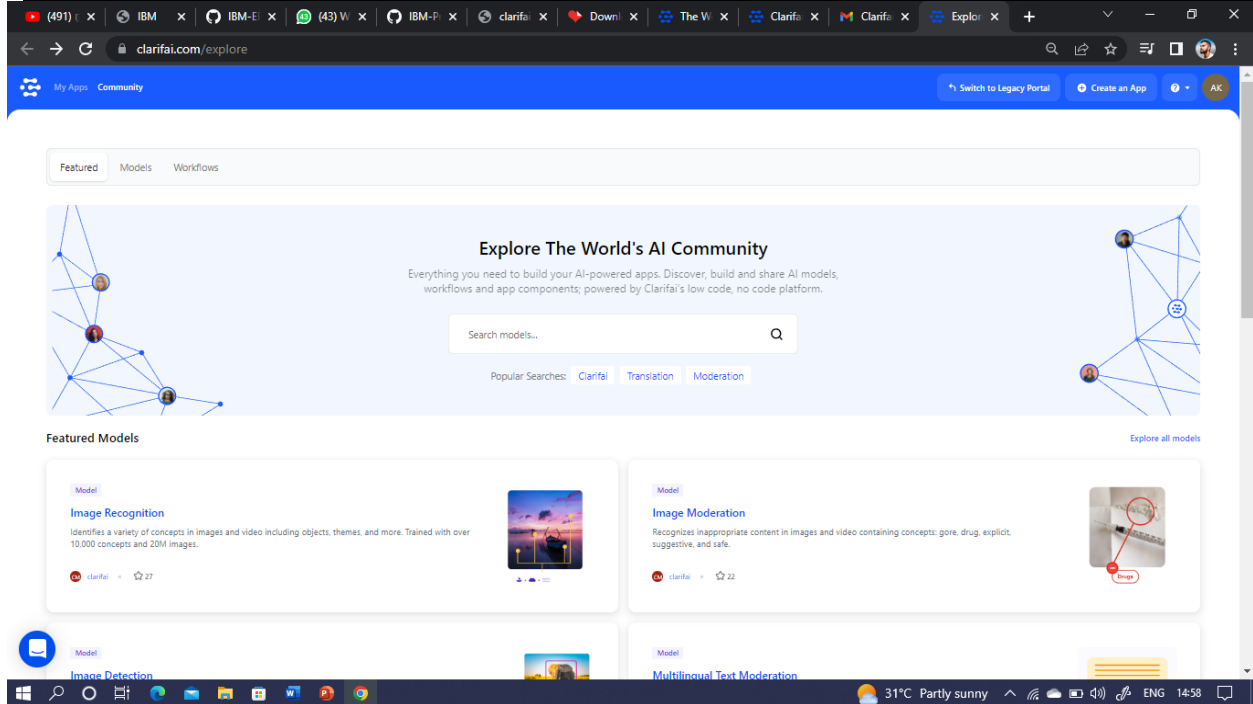 (491)
IBM
IBM-El
(43) W
IBM-P
clarifai
Downl
The W
Clarifa
Clarifa
Explor
clarifai.com/explore
My Apps Community
Switch to Legacy Portal
Create an App
?
AK
Featured Models Workflows
Explore The World's AI Community
Everything you need to build your AI-powered apps. Discover, build and share AI models,
workflows and app components; powered by Clarifai's low code, no code platform.
Search models...
Popular Searches: Clarifai Translation Moderation
Featured Models
Explore all models
Model
Image Recognition
Identifies a variety of concepts in images and video including objects, themes, and more. Trained with over
10,000 concepts and 20M images.
CM clarifai 27
Model
Image Moderation
Recognizes inappropriate content in images and video containing concepts: gore, drug, explicit,
suggestive, and safe.
CM clarifai 22
Drugs
Model
Image Detection
Model
Multilingual Text Moderation
31°C Partly sunny ENG 14:58